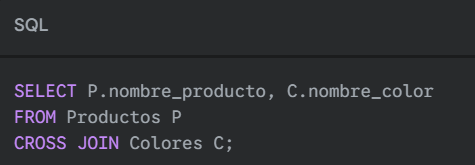 SQL
SELECT P.nombre_producto, C.nombre_color
FROM Productos P
CROSS JOIN Colores C;